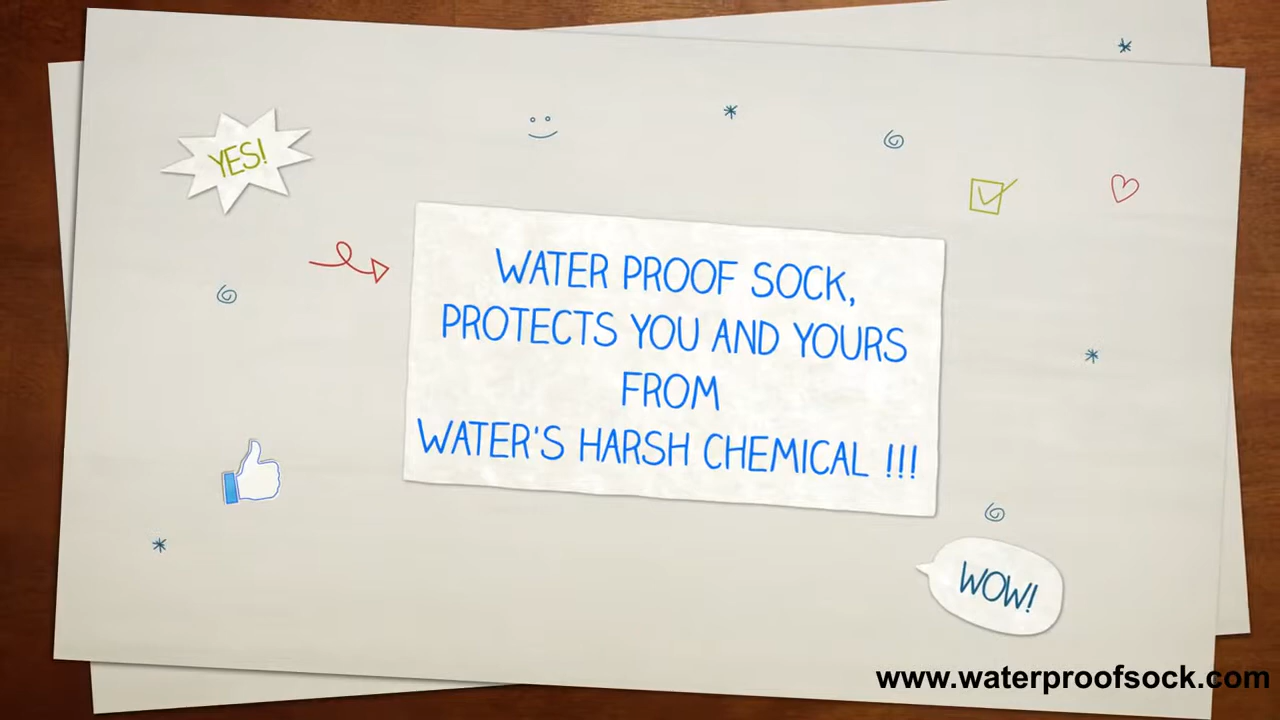 YES!
WATER PROOF SOCK,
PROTECTS YOU AND YOURS
FROM
WATER'S HARSH CHEMICAL !!!
WOW!
www.waterproofsock.com